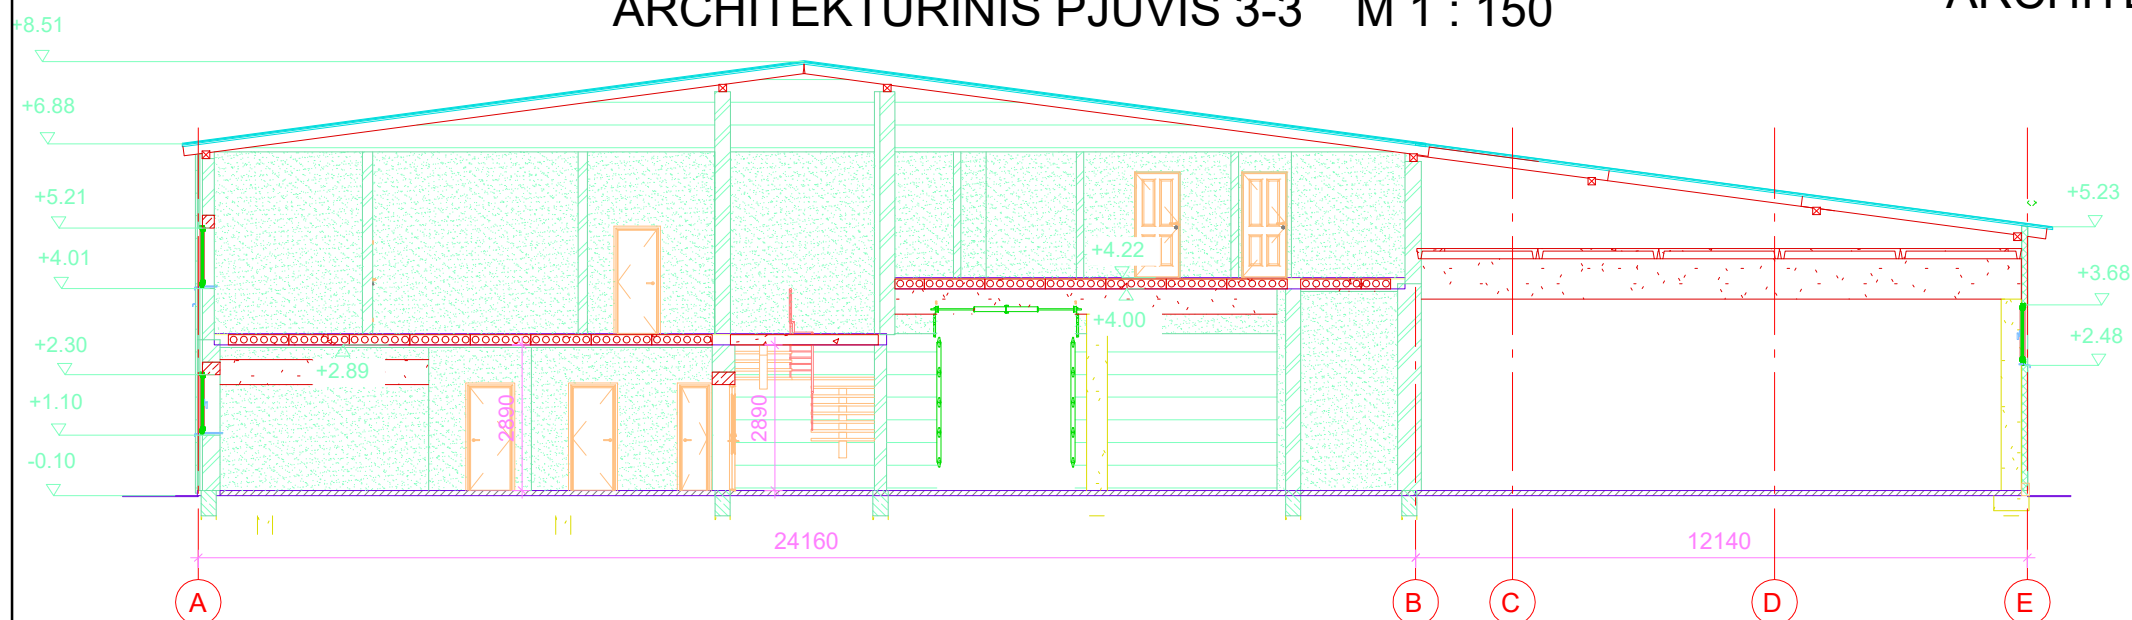 ARCHITEKTŪRINIS PJŪVIS 3-3 M 1 : 150
+8.51
+6.88
+5.21
+4.01
+2.30
+1.10
-0.10
+2.89
2890
2890
+4.22
+4.00
+5.23
+3.68
+2.48
24160
12140
A
B
C
D
E